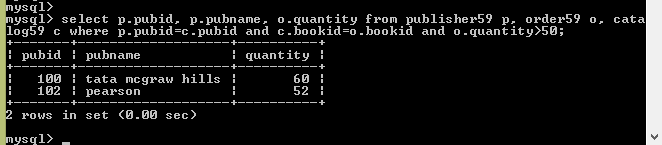 mysql>
mysql> select p.pubid, p.pubname, o.quantity from publisher59 p, order59 o, cata
log59 c where p.pubid=c.pubid and c.bookid=o.bookid and o.quantity>50;
+-------+-------------------+----------+
| pubid | pubname           | quantity |
+-------+-------------------+----------+
|   100 | tata mcgraw hills |       60 |
|   102 | pearson           |       52 |
+-------+-------------------+----------+
2 rows in set (0.00 sec)
mysql>